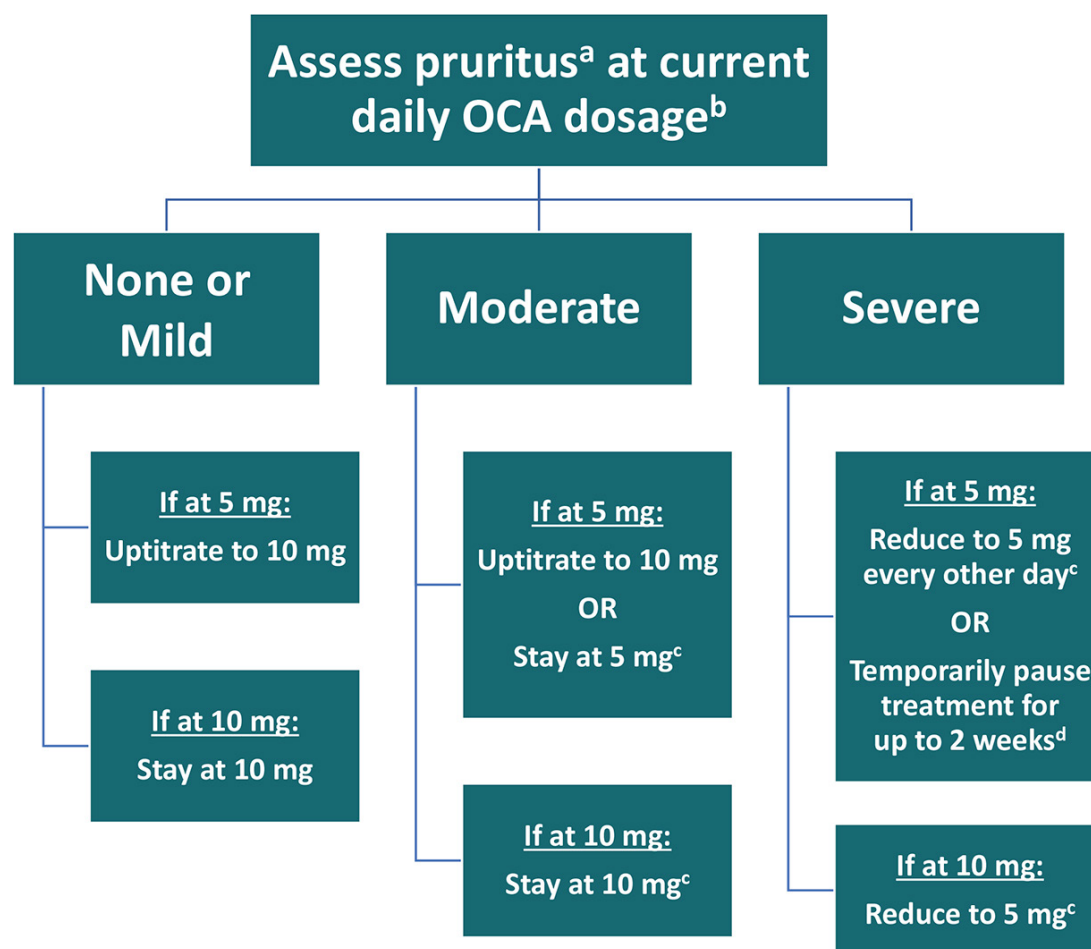 Assess pruritusᵃ at current
daily OCA dosageᵇ
None or
Mild
If at 5 mg:
Uptitrate to 10 mg
If at 10 mg:
Stay at 10 mg
Moderate
If at 5 mg:
Uptitrate to 10 mg
OR
Stay at 5 mgᶜ
If at 10 mg:
Stay at 10 mgᶜ
Severe
If at 5 mg:
Reduce to 5 mg
every other dayᶜ
OR
Temporarily pause
treatment for
up to 2 weeksᵈ
If at 10 mg:
Reduce to 5 mgᶜ